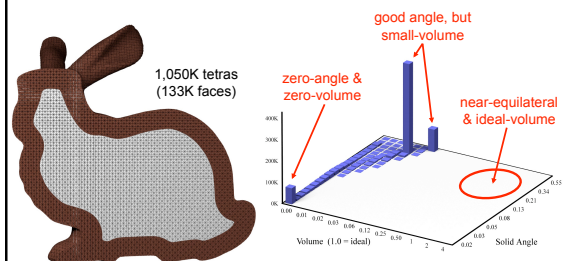 good angle, but
small-volume
1,050K tetras
(133K faces)
zero-angle &
zero-volume
near-equilateral
& ideal-volume
400K
300K
200K
100K
0K
0.00
0.01
0.02
0.03
0.06
0.12
0.25
0.50
1
2
4
Volume (1.0 = ideal)
0.02
0.03
0.05
0.08
0.13
0.21
0.34
0.55
Solid Angle